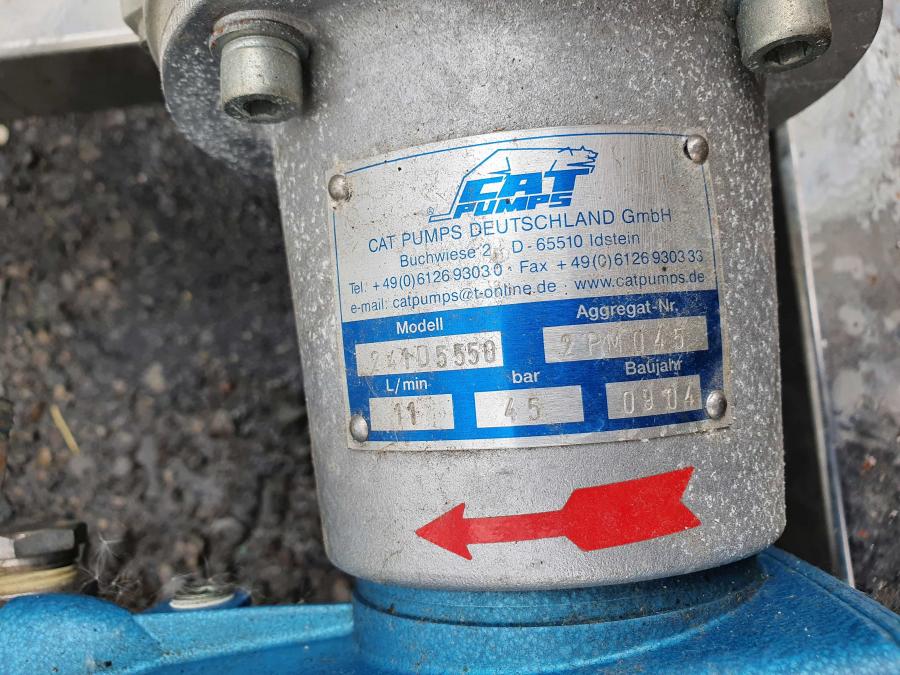 CAT
PUMPS
®
CAT PUMPS DEUTSCHLAND GmbH
Buchwiese 2 D - 65510 Idstein
Tel. +49(0)6126 9303 0 · Fax +49(0)6126 9303 33
e-mail: catpumps@t-online.de · www.catpumps.de
Modell Aggregat-Nr.
241D5550 2PM045
L/min bar Baujahr
11 45 0904